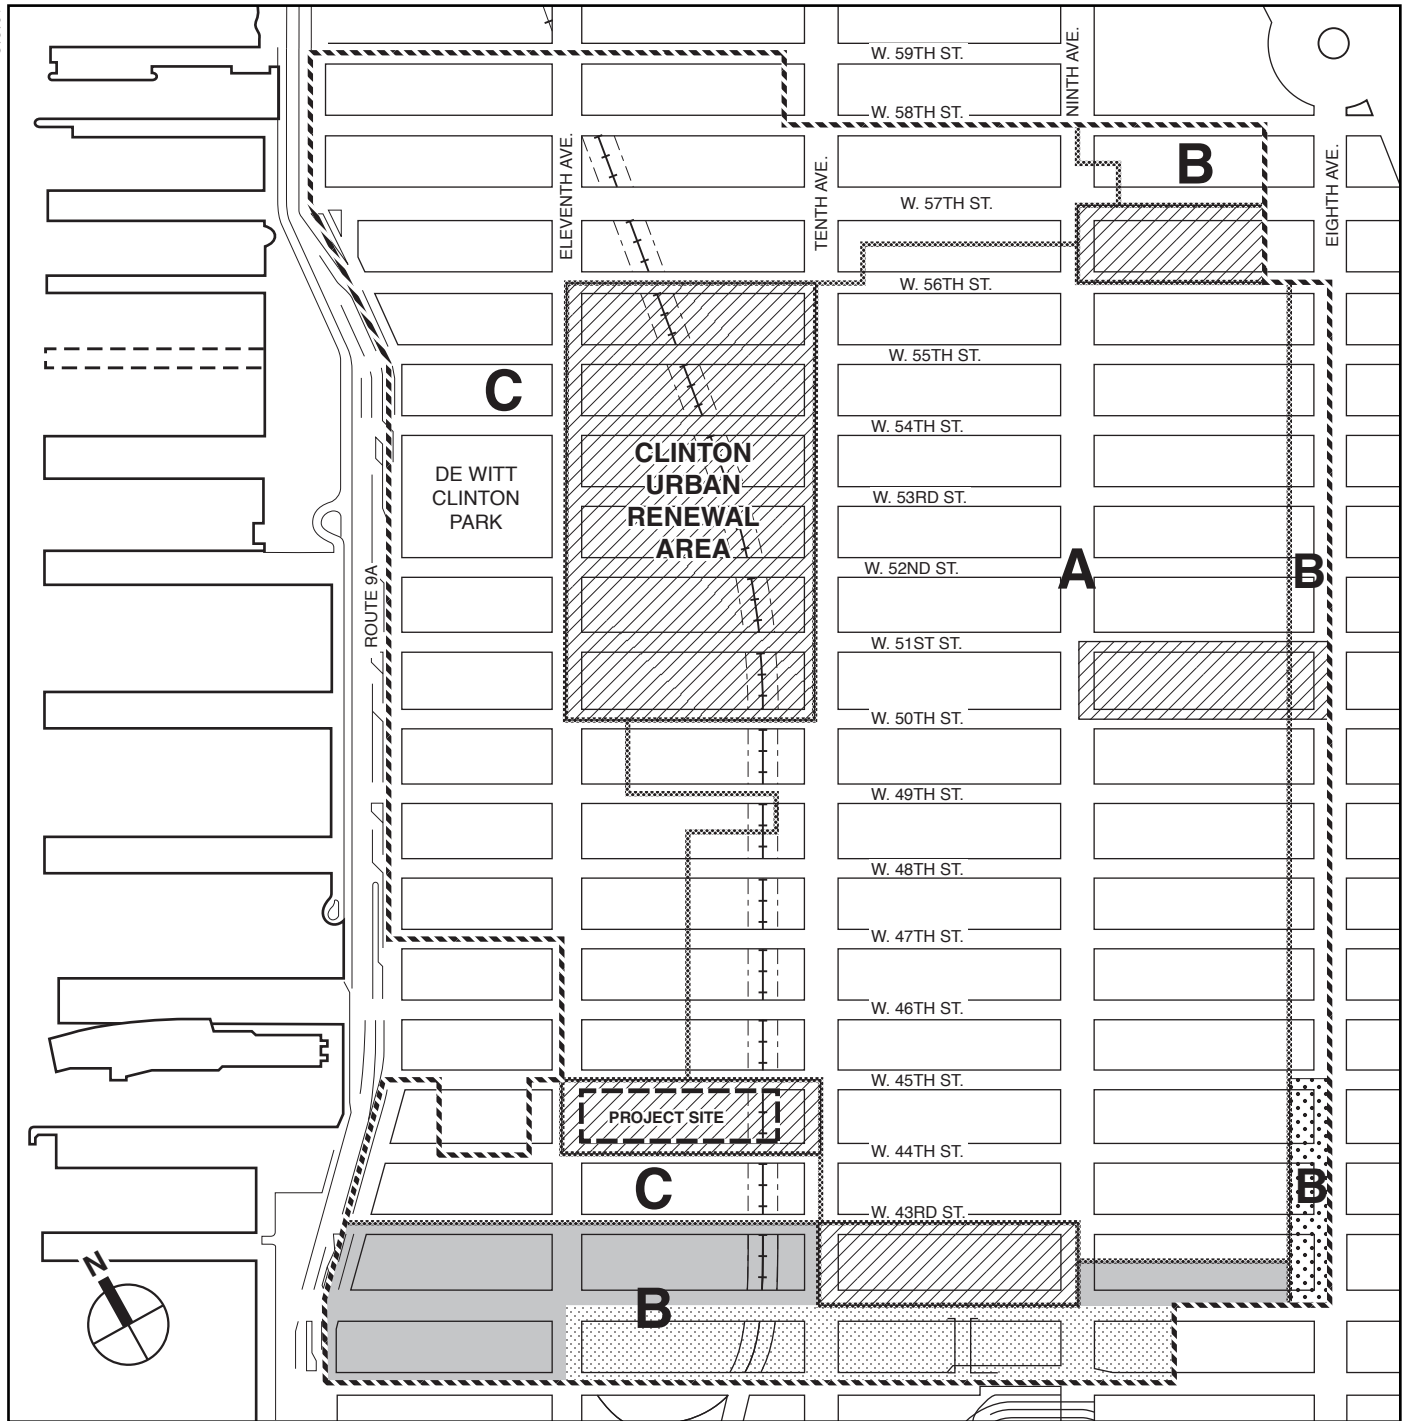 W. 59TH ST.
NINTH AVE.
W. 58TH ST.
B
ELEVENTH AVE.
TENTH AVE.
EIGHTH AVE.
W. 57TH ST.
W. 56TH ST.
W. 55TH ST.
C
W. 54TH ST.
CLINTON
URBAN
RENEWAL
AREA
DE WITT
CLINTON
PARK
W. 53RD ST.
A
B
W. 52ND ST.
ROUTE 9A
W. 51ST ST.
W. 50TH ST.
W. 49TH ST.
W. 48TH ST.
W. 47TH ST.
W. 46TH ST.
W. 45TH ST.
PROJECT SITE
W. 44TH ST.
C
B
W. 43RD ST.
N
B